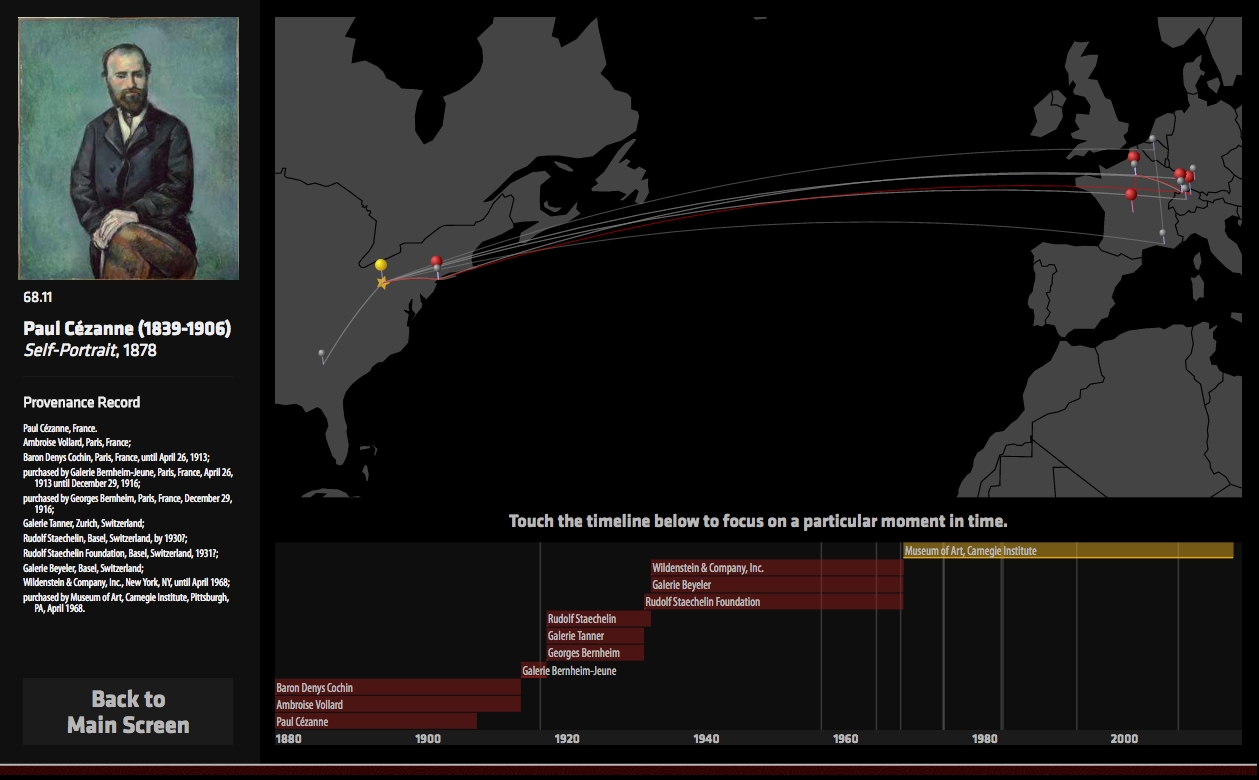 68.11
Paul Cézanne (1839-1906)
Self-Portrait, 1878
Provenance Record
Paul Cézanne, France.
Ambroise Vollard, Paris, France;
Baron Denys Cochin, Paris, France, until April 26, 1913;
purchased by Galerie Bernheim-Jeune, Paris, France, April 26,
1913 until December 29, 1916;
purchased by Georges Bernheim, Paris, France, December 29,
1916;
Galerie Tanner, Zurich, Switzerland;
Rudolf Staechelin, Basel, Switzerland, by 1930?;
Rudolf Staechelin Foundation, Basel, Switzerland, 1931?;
Galerie Beyeler, Basel, Switzerland;
Wildenstein & Company, Inc., New York, NY, until April 1968;
purchased by Museum of Art, Carnegie Institute, Pittsburgh,
PA, April 1968.
Back to
Main Screen
Touch the timeline below to focus on a particular moment in time.
Museum of Art, Carnegie Institute
Wildenstein & Company, Inc.
Galerie Beyeler
Rudolf Staechelin Foundation
Rudolf Staechelin
Galerie Tanner
Georges Bernheim
Galerie Bernheim-Jeune
Baron Denys Cochin
Ambroise Vollard
Paul Cézanne
1880 1900 1920 1940 1960 1980 2000